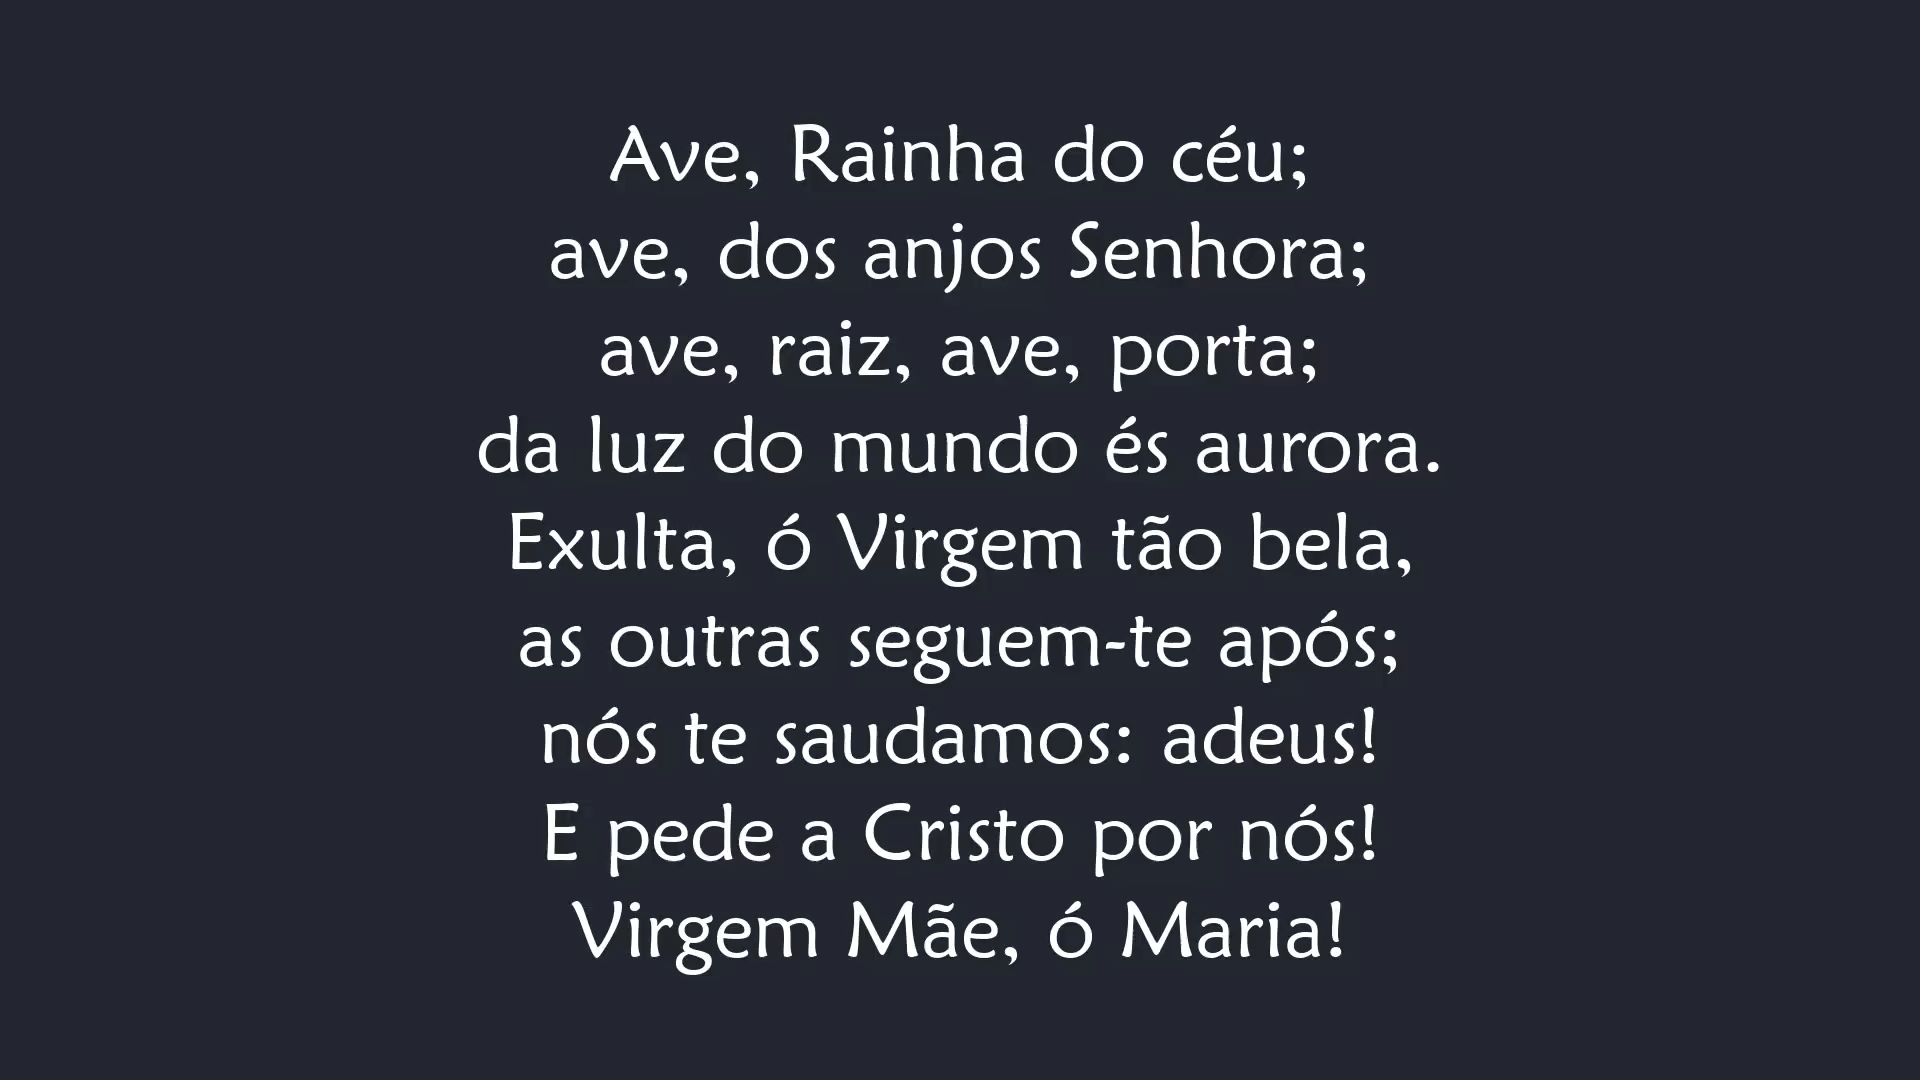 Ave, Rainha do céu;
ave, dos anjos Senhora;
ave, raiz, ave, porta;
da luz do mundo és aurora.
Exulta, ó Virgem tão bela,
as outras seguem-te após;
nós te saudamos: adeus!
E pede a Cristo por nós!
Virgem Mãe, ó Maria!